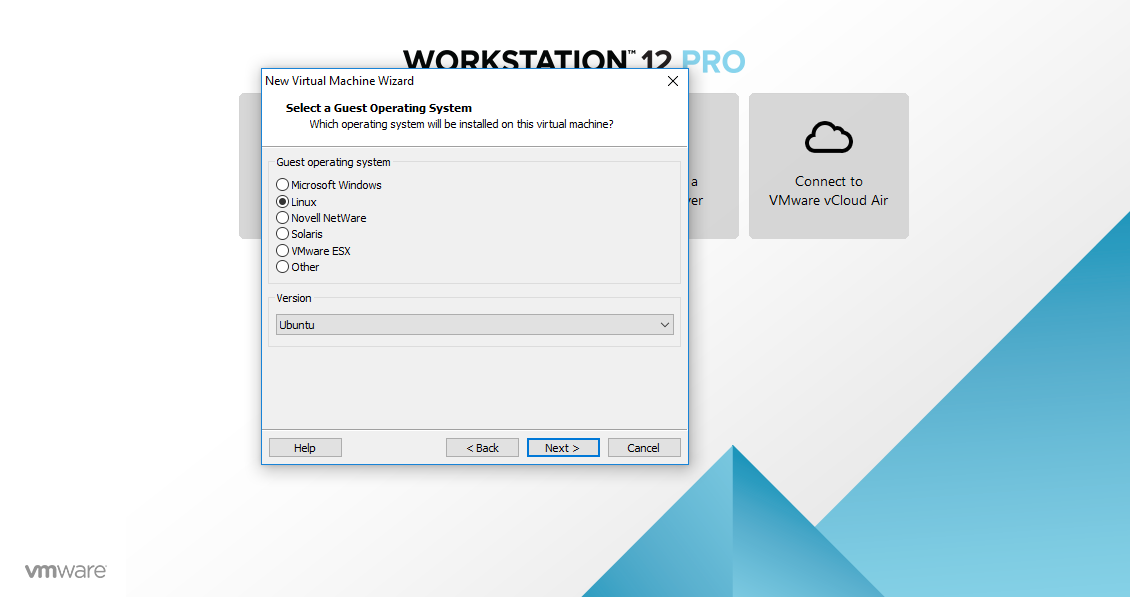 WORKSTATION™ 12 PRO
New Virtual Machine Wizard
Select a Guest Operating System
Which operating system will be installed on this virtual machine?
Guest operating system
Microsoft Windows
Linux
Novell NetWare
Solaris
VMware ESX
Other
Version
Ubuntu
Help
< Back
Next >
Cancel
a
Connect to
VMware vCloud Air
vmware